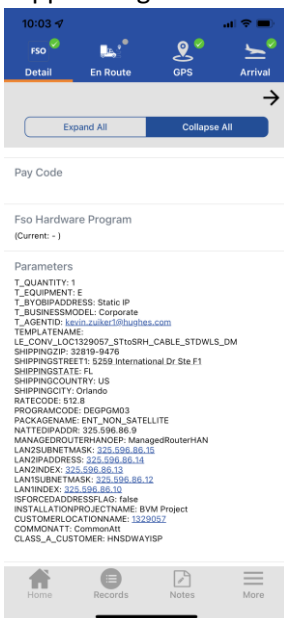 10:03
FSO
Detail
En Route
GPS
Arrival
Expand All
Collapse All
Pay Code
Fso Hardware Program
(Current: - )
Parameters
T_QUANTITY: 1
T_EQUIPMENT: E
T_BYOBIPADDRESS: Static IP
T_BUSINESSMODEL: Corporate
T_AGENTID: kevin.zuiker1@hughes.com
TEMPLATENAME:
LE_CONV_LOC1329057_STtoSRH_CABLE_STDWLS_DM
SHIPPINGZIP: 32819-9476
SHIPPINGSTREET1: 5259 International Dr Ste F1
SHIPPINGSTATE: FL
SHIPPINGCOUNTRY: US
SHIPPINGCITY: Orlando
RATECODE: 512.8
PROGRAMCODE: DEGPGM03
PACKAGENAME: ENT_NON_SATELLITE
NATTEDIPADDR: 325.596.86.9
MANAGEDROUTERHANOEP: ManagedRouterHAN
LAN2SUBNETMASK: 325.596.86.15
LAN2IPADDRESS: 325.596.86.14
LAN2INDEX: 325.596.86.13
LAN1SUBNETMASK: 325.596.86.12
LAN1INDEX: 325.596.86.10
ISFORCEDADDRESSFLAG: false
INSTALLATIONPROJECTNAME: BVM Project
CUSTOMERLOCATIONNAME: 1329057
COMMONATT: CommonAtt
CLASS_A_CUSTOMER: HNSDWAYISP
Home
Records
Notes
More